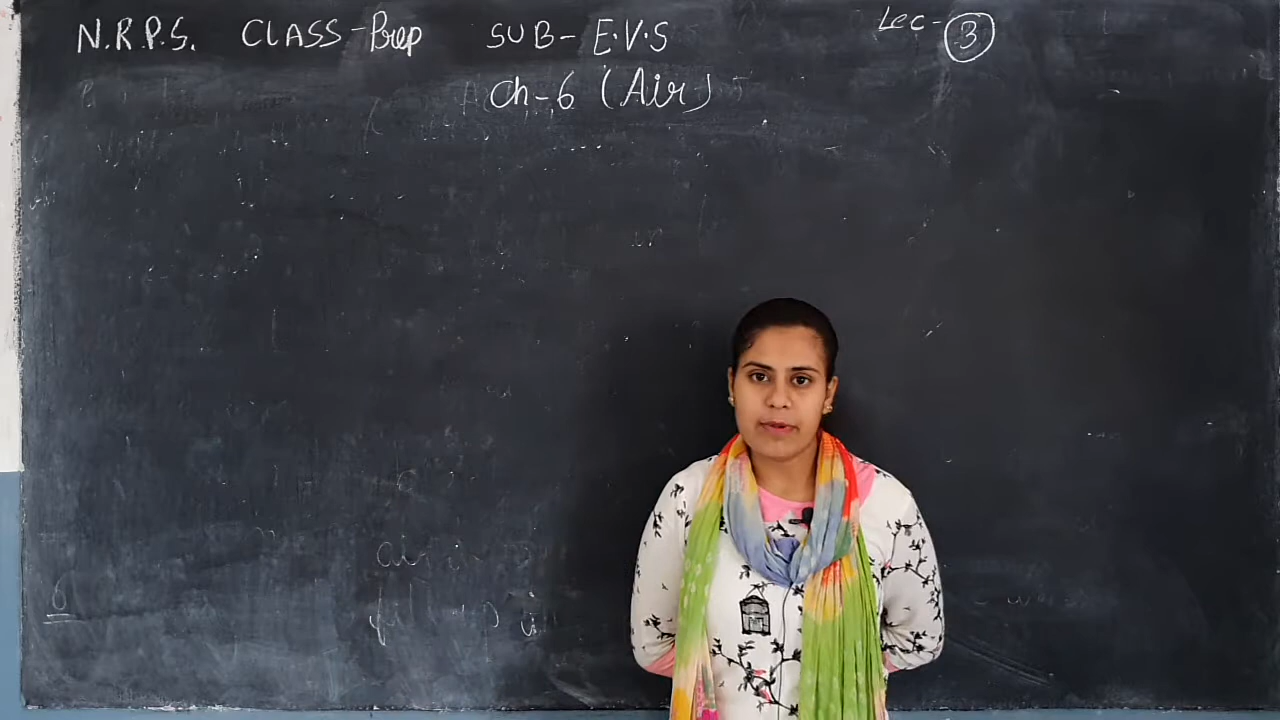 N.R.P.S. CLASS-Prep SUB- E.V.S Lec- 3
Ch-6 (Air)